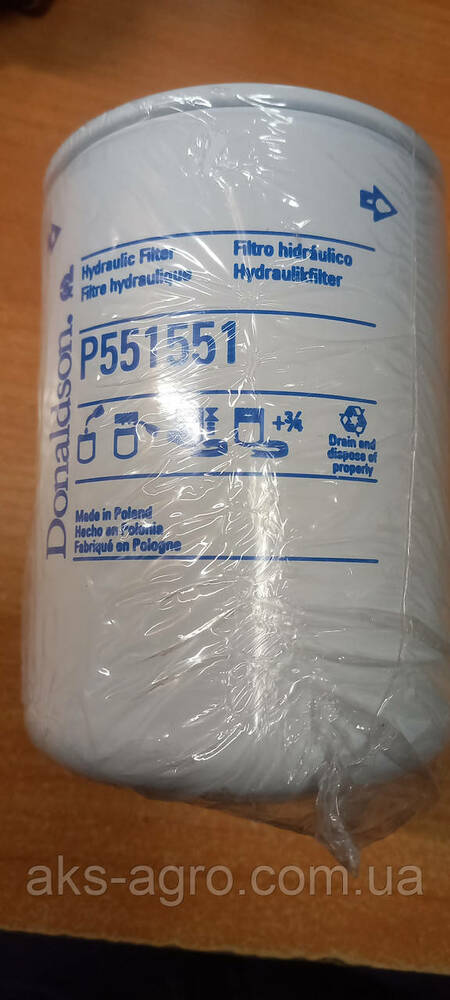 Donaldson.
Hydraulic Filter
Filtre hydraulique
Filtro hidráulico
Hydraulikfilter
P551551
+¾
Drain and
dispose of
properly
Made in Poland
Hecho en Polonia
Fabriqué en Pologne
aks-agro.com.ua